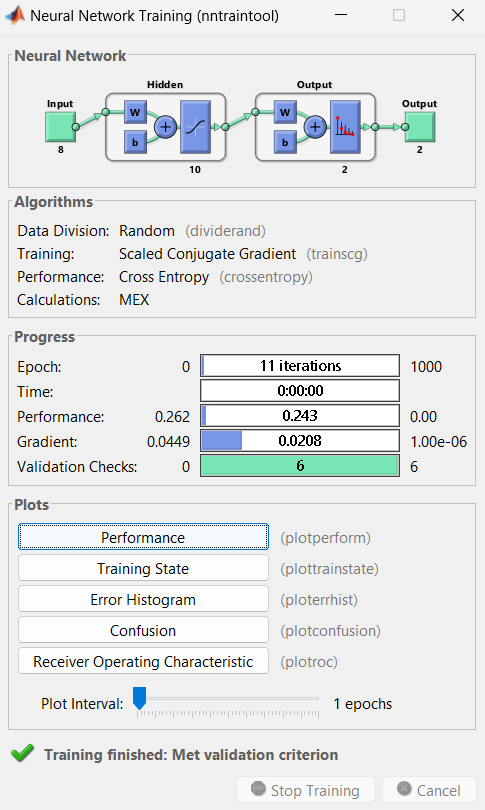 Neural Network Training (nntraintool)
Neural Network
Hidden
Output
Input
Output
W
b
W
b
8
10
2
2
Algorithms
Data Division: Random (dividerand)
Training: Scaled Conjugate Gradient (trainscg)
Performance: Cross Entropy (crossentropy)
Calculations: MEX
Progress
Epoch: 0 11 iterations 1000
Time: 0:00:00
Performance: 0.262 0.243 0.00
Gradient: 0.0449 0.0208 1.00e-06
Validation Checks: 0 6 6
Plots
Performance (plotperform)
Training State (plottrainstate)
Error Histogram (ploterrhist)
Confusion (plotconfusion)
Receiver Operating Characteristic (plotroc)
Plot Interval: 1 epochs
Training finished: Met validation criterion
Stop Training Cancel